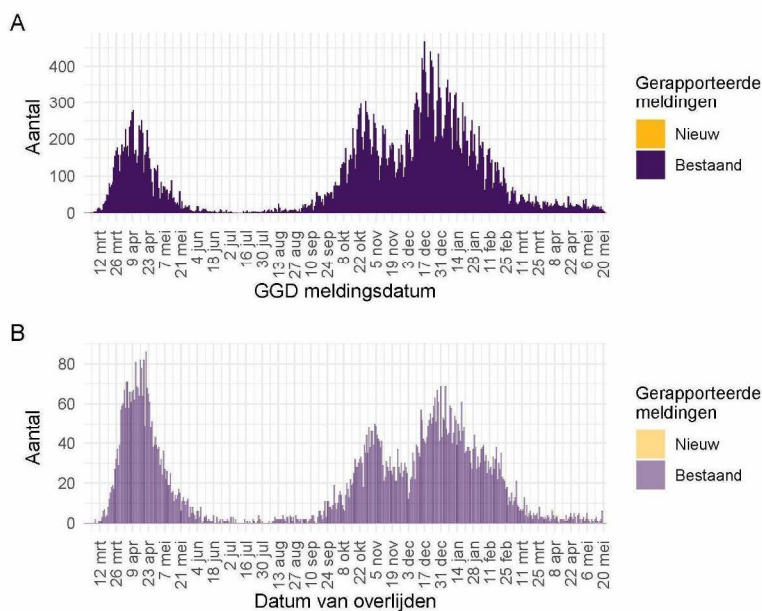 A
Aantal
400
300
200
100
0
12 mrt
26 mrt
9 apr
23 apr
7 mei
21 mei
4 jun
18 jun
2 jul
16 jul
30 jul
13 aug
27 aug
10 sep
24 sep
8 okt
22 okt
5 nov
19 nov
3 dec
17 dec
31 dec
14 jan
28 jan
11 feb
25 feb
11 mrt
25 mrt
8 apr
22 apr
6 mei
20 mei
GGD meldingsdatum
Gerapporteerde
meldingen
Nieuw
Bestaand
B
Aantal
80
60
40
20
0
12 mrt
26 mrt
9 apr
23 apr
7 mei
21 mei
4 jun
18 jun
2 jul
16 jul
30 jul
13 aug
27 aug
10 sep
24 sep
8 okt
22 okt
5 nov
19 nov
3 dec
17 dec
31 dec
14 jan
28 jan
11 feb
25 feb
11 mrt
25 mrt
8 apr
22 apr
6 mei
20 mei
Datum van overlijden
Gerapporteerde
meldingen
Nieuw
Bestaand